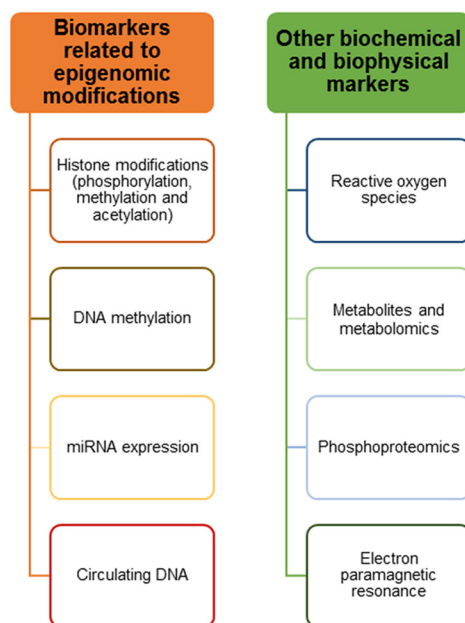 Biomarkers
related to
epigenomic
modifications
Histone modifications
(phosphorylation,
methylation and
acetylation)
DNA methylation
miRNA expression
Circulating DNA
Other biochemical
and biophysical
markers
Reactive oxygen
species
Metabolites and
metabolomics
Phosphoproteomics
Electron
paramagnetic
resonance